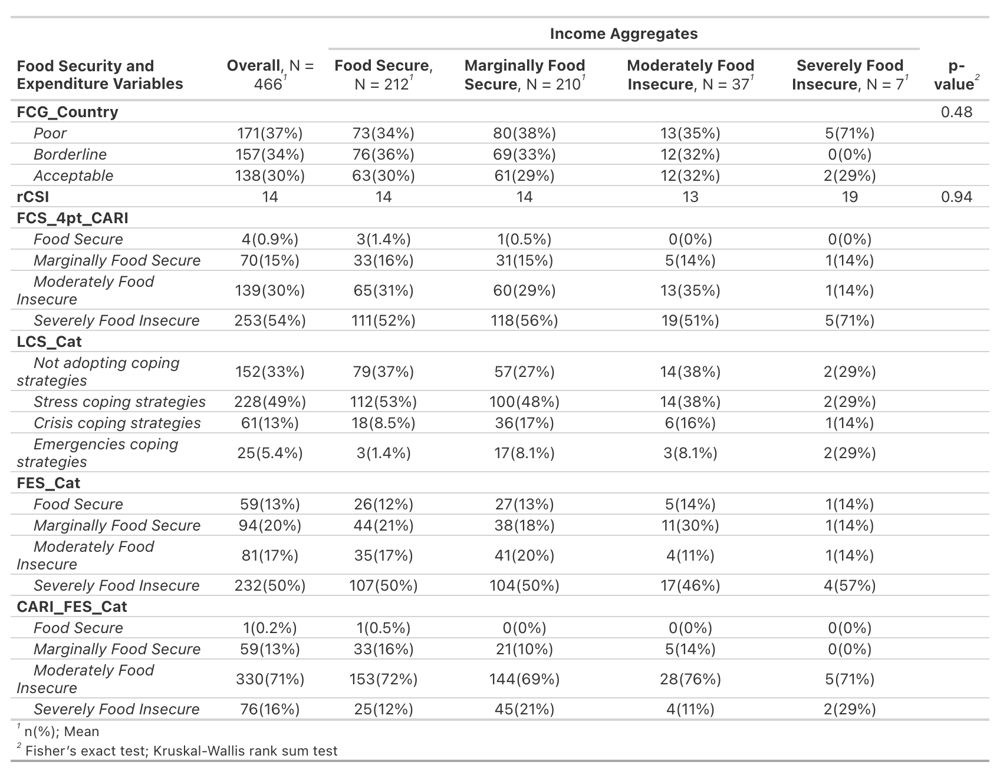 Income Aggregates
Food Security and Expenditure Variables Overall, N = 466¹ Food Secure, N = 212¹ Marginally Food Secure, N = 210¹ Moderately Food Insecure, N = 37¹ Severely Food Insecure, N = 7¹ p-value²
FCG_Country 0.48
Poor 171(37%) 73(34%) 80(38%) 13(35%) 5(71%)
Borderline 157(34%) 76(36%) 69(33%) 12(32%) 0(0%)
Acceptable 138(30%) 63(30%) 61(29%) 12(32%) 2(29%)
rCSI 14 14 14 13 19 0.94
FCS_4pt_CARI
Food Secure 4(0.9%) 3(1.4%) 1(0.5%) 0(0%) 0(0%)
Marginally Food Secure 70(15%) 33(16%) 31(15%) 5(14%) 1(14%)
Moderately Food Insecure 139(30%) 65(31%) 60(29%) 13(35%) 1(14%)
Severely Food Insecure 253(54%) 111(52%) 118(56%) 19(51%) 5(71%)
LCS_Cat
Not adopting coping strategies 152(33%) 79(37%) 57(27%) 14(38%) 2(29%)
Stress coping strategies 228(49%) 112(53%) 100(48%) 14(38%) 2(29%)
Crisis coping strategies 61(13%) 18(8.5%) 36(17%) 6(16%) 1(14%)
Emergencies coping strategies 25(5.4%) 3(1.4%) 17(8.1%) 3(8.1%) 2(29%)
FES_Cat
Food Secure 59(13%) 26(12%) 27(13%) 5(14%) 1(14%)
Marginally Food Secure 94(20%) 44(21%) 38(18%) 11(30%) 1(14%)
Moderately Food Insecure 81(17%) 35(17%) 41(20%) 4(11%) 1(14%)
Severely Food Insecure 232(50%) 107(50%) 104(50%) 17(46%) 4(57%)
CARI_FES_Cat
Food Secure 1(0.2%) 1(0.5%) 0(0%) 0(0%) 0(0%)
Marginally Food Secure 59(13%) 33(16%) 21(10%) 5(14%) 0(0%)
Moderately Food Insecure 330(71%) 153(72%) 144(69%) 28(76%) 5(71%)
Severely Food Insecure 76(16%) 25(12%) 45(21%) 4(11%) 2(29%)
¹ n(%); Mean
² Fisher's exact test; Kruskal-Wallis rank sum test